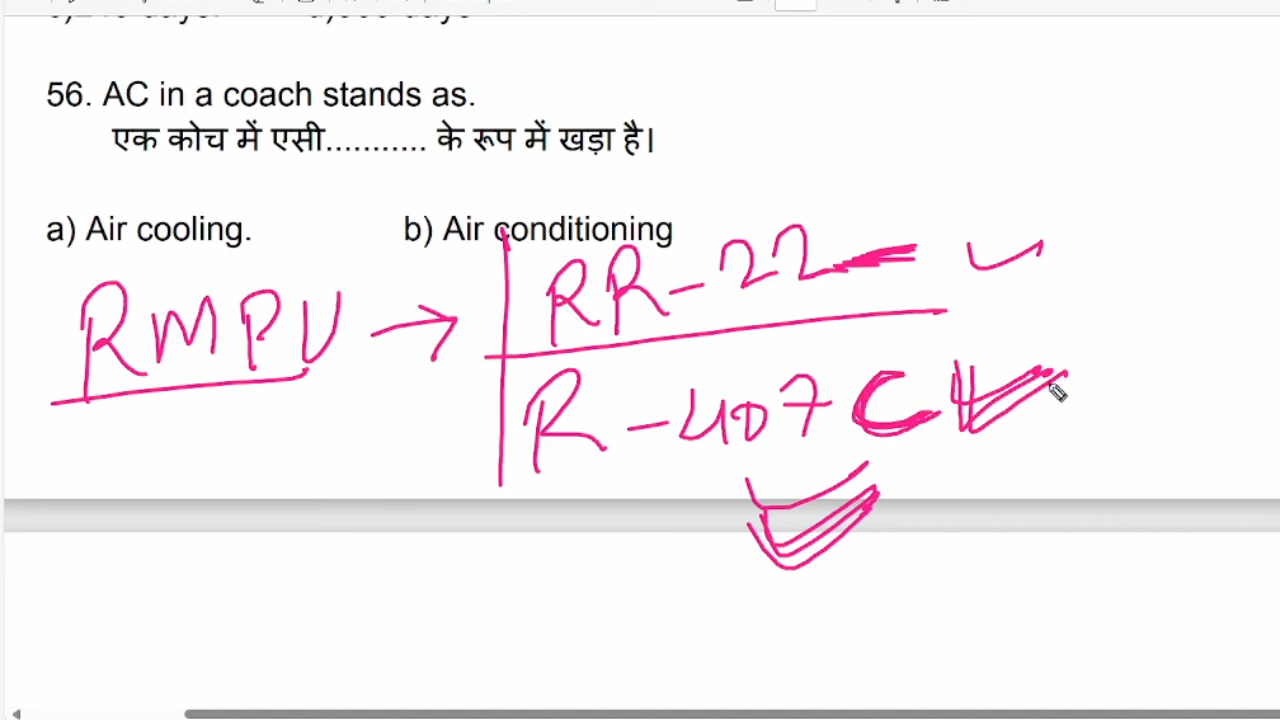 56. AC in a coach stands as.
एक कोच में एसी........... के रूप में खड़ा है।
a) Air cooling. b) Air conditioning
RMPU → RR-22
R-407C